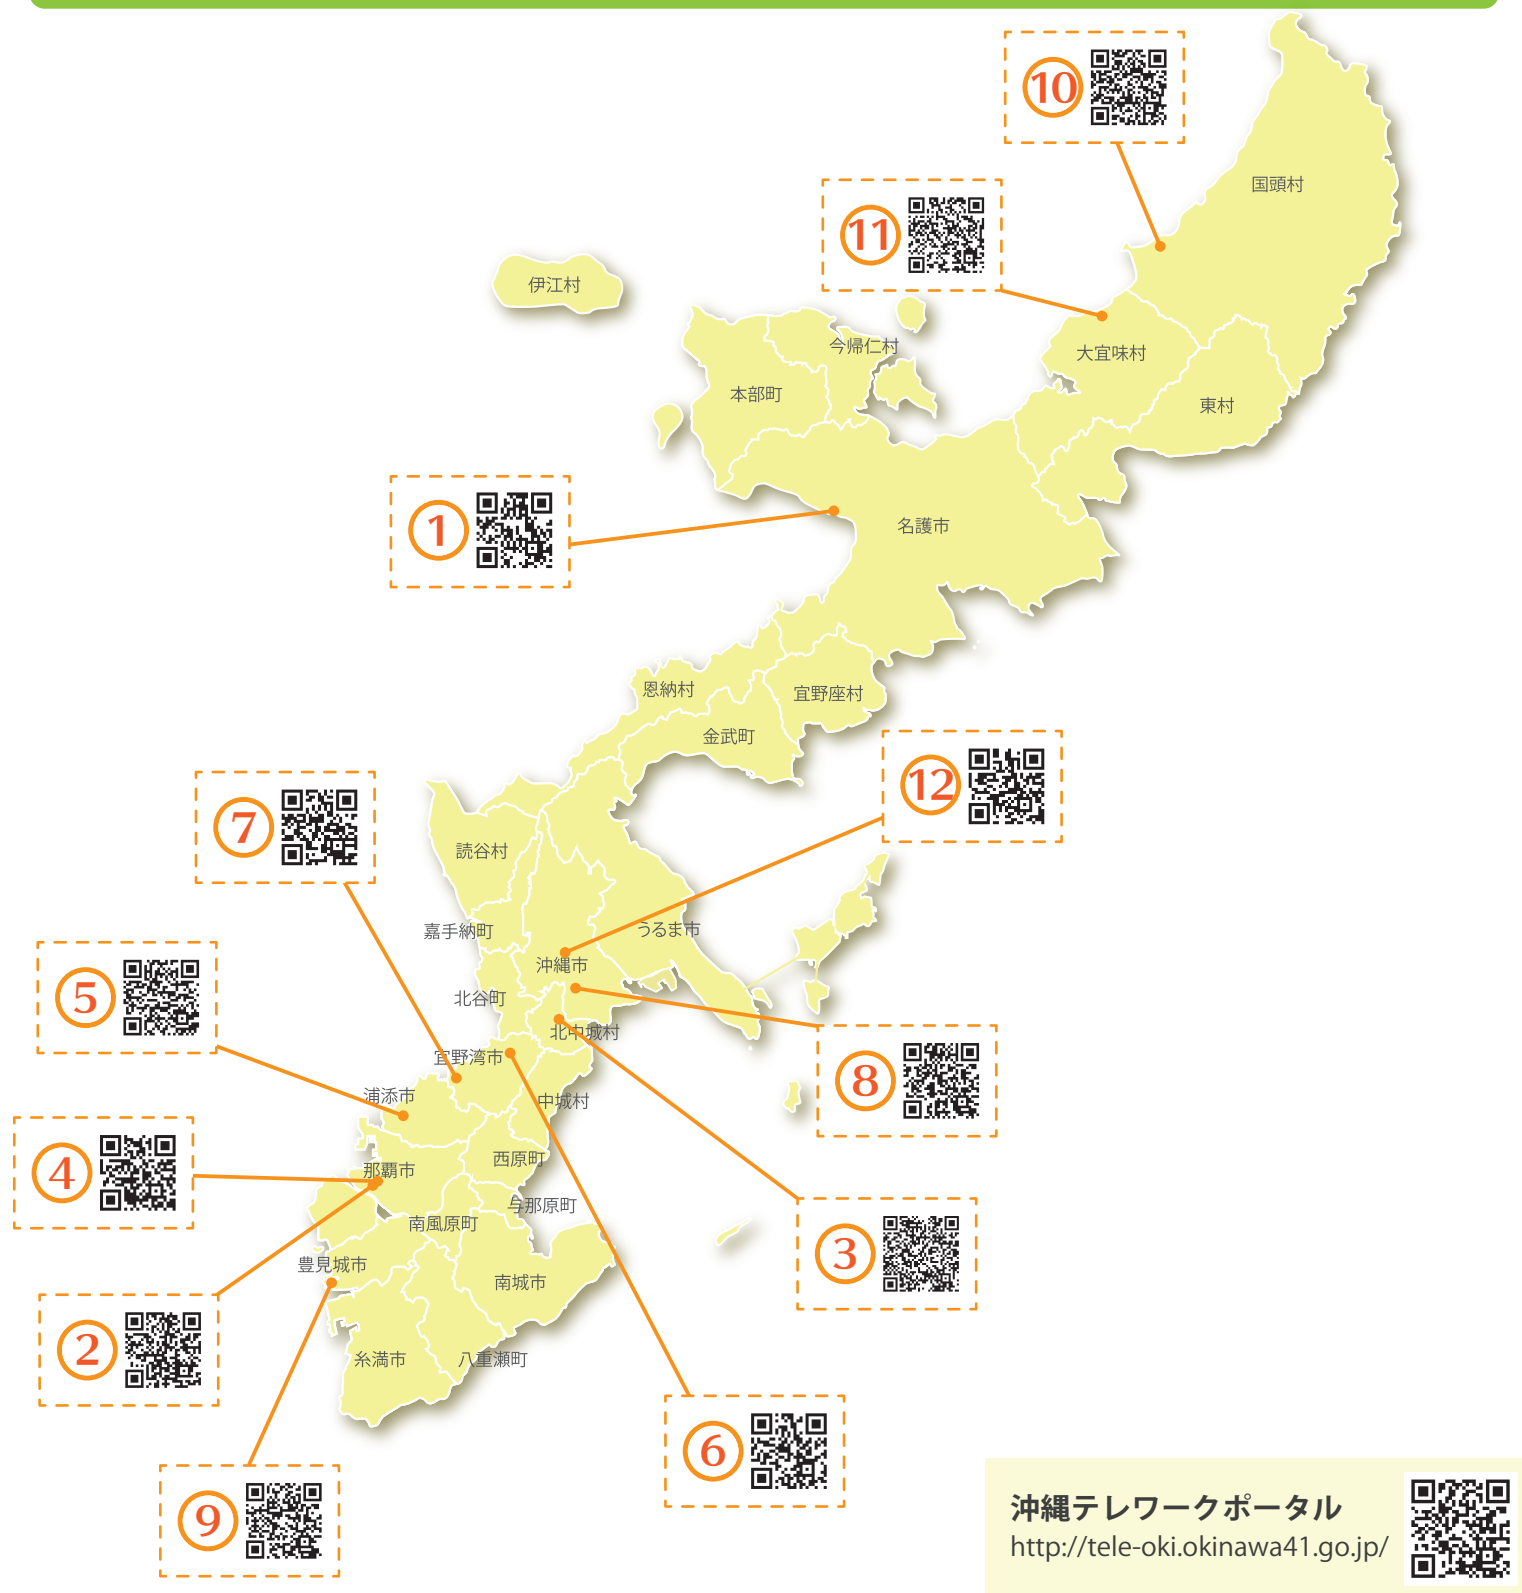 10
国頭村
11
伊江村
今帰仁村
大宜味村
本部町
東村
1
名護市
恩納村
宜野座村
金武町
12
7
読谷村
嘉手納町
うるま市
沖縄市
5
北谷町
北中城村
宜野湾市
8
浦添市
中城村
4
那覇市
西原町
与那原町
南風原町
3
豊見城市
南城市
2
糸満市
八重瀬町
6
9
沖縄テレワークポータル
http://tele-oki.okinawa41.go.jp/